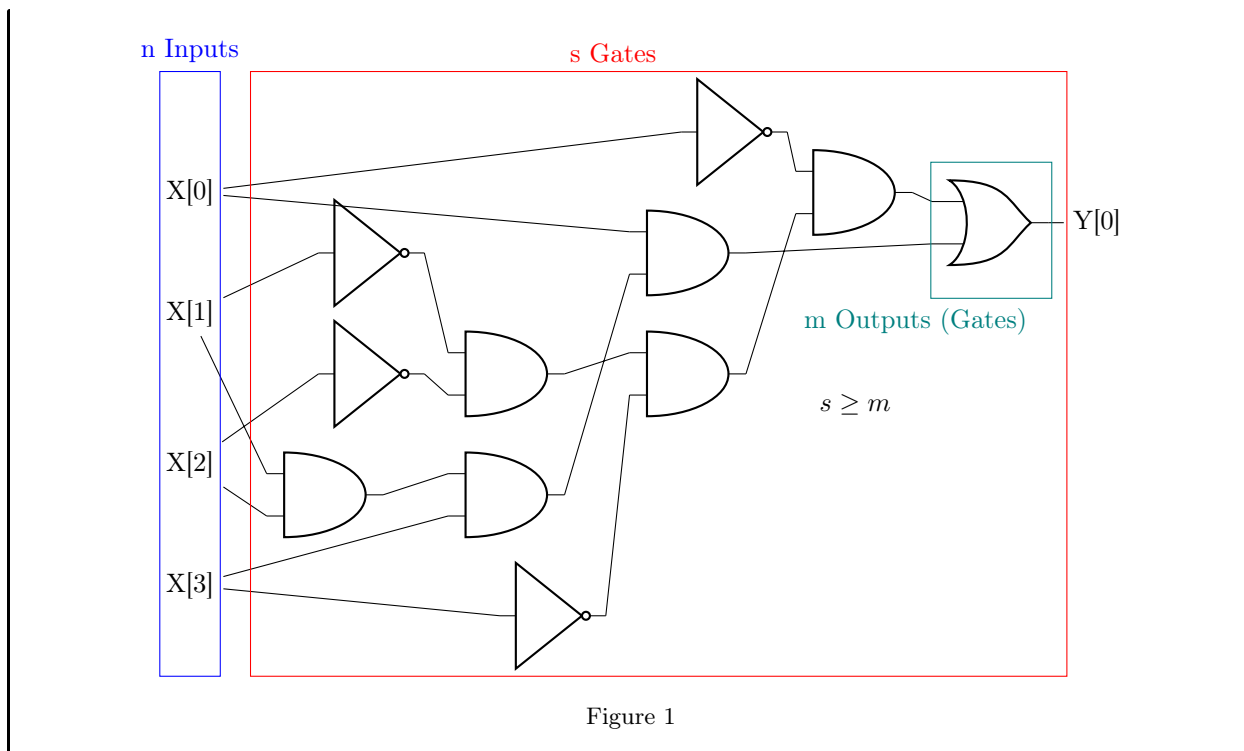 n Inputs
s Gates
X[0]
Y[0]
X[1]
m Outputs (Gates)
s ≥ m
X[2]
X[3]
Figure 1